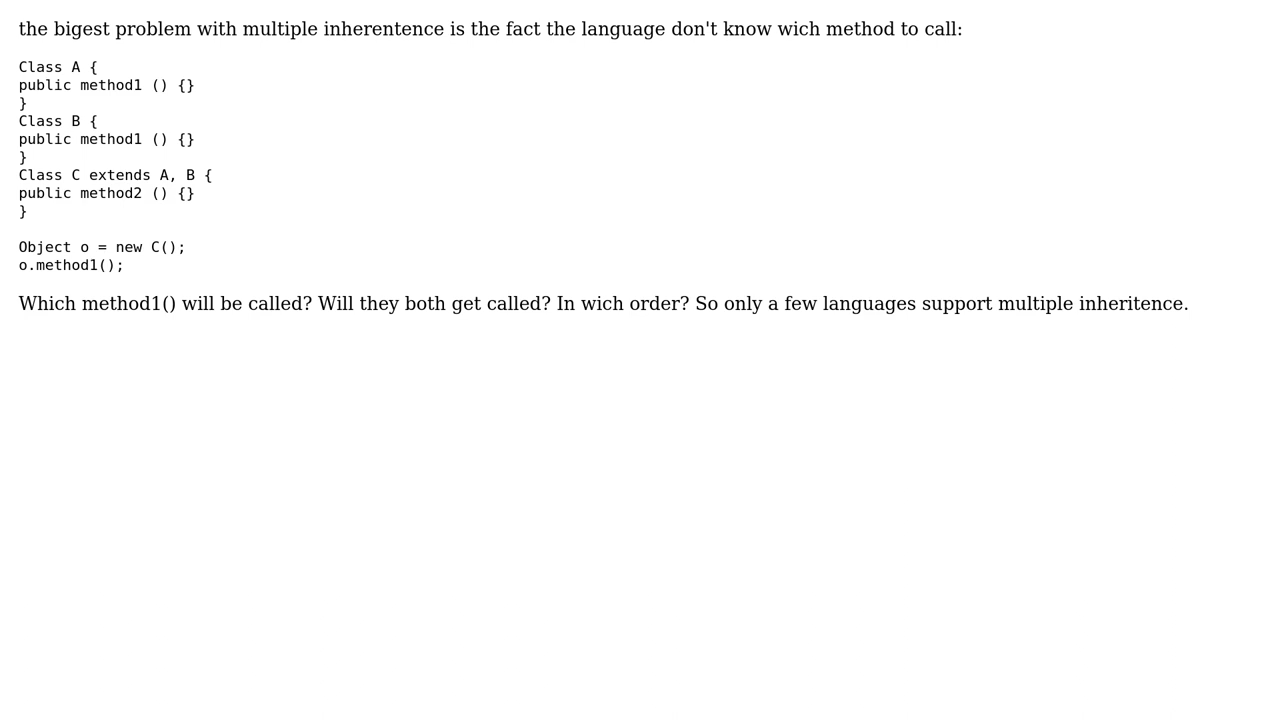 the bigest problem with multiple inherentence is the fact the language don't know wich method to call:
Class A {
public method1 () {}
}
Class B {
public method1 () {}
}
Class C extends A, B {
public method2 () {}
}
Object o = new C();
o.method1();
Which method1() will be called? Will they both get called? In wich order? So only a few languages support multiple inheritence.